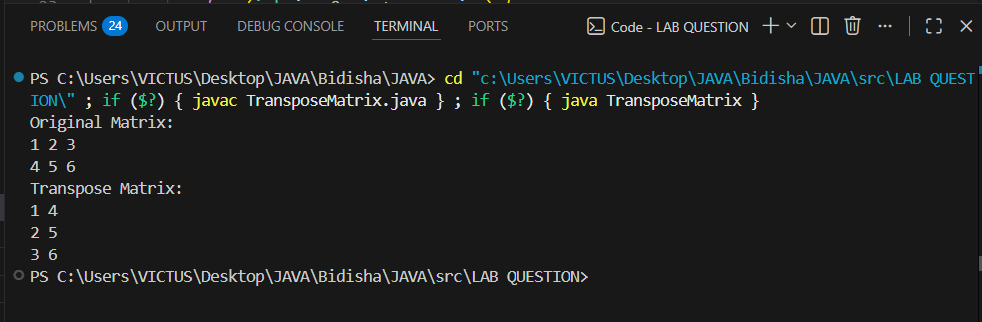 PROBLEMS 24 OUTPUT DEBUG CONSOLE TERMINAL PORTS Code - LAB QUESTION
PS C:\Users\VICTUS\Desktop\JAVA\Bidisha\JAVA> cd "c:\Users\VICTUS\Desktop\JAVA\Bidisha\JAVA\src\LAB QUEST
ION\" ; if ($?) { javac TransposeMatrix.java } ; if ($?) { java TransposeMatrix }
Original Matrix:
1 2 3
4 5 6
Transpose Matrix:
1 4
2 5
3 6
PS C:\Users\VICTUS\Desktop\JAVA\Bidisha\JAVA\src\LAB QUESTION>